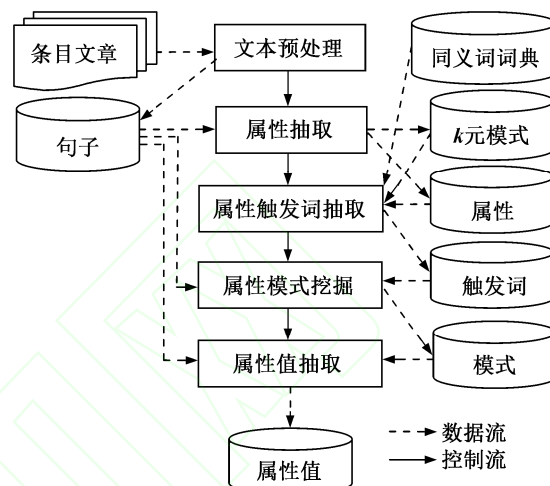 条目文章
文本预处理
同义词词典
句子
属性抽取
k元模式
属性触发词抽取
属性
属性模式挖掘
触发词
属性值抽取
模式
属性值
数据流
控制流